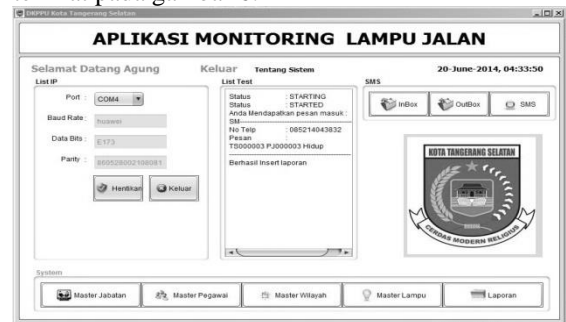 DKPPU Kota Tangerang Selatan
APLIKASI MONITORING LAMPU JALAN
Selamat Datang Agung
Keluar
Tentang Sistem
20-June-2014, 04:33:50
List IP
Port :
COM4
Baud Rate :
huawei
Data Bits :
E173
Parity :
Hentikan
Keluar
List Test
Status : STARTING
Status : STARTED
Anda Mendapatkan pesan masuk :
SM-----
No Telp : 085214043832
Pesan :
TS000003 PJ000003 Hidup
Berhasil Insert laporan
SMS
InBox
OutBox
SMS
KOTA TANGERANG SELATAN
CERDAS MODERN RELIGIUS
System
Master Jabatan
Master Pegawai
Master Wilayah
Master Lampu
Laporan